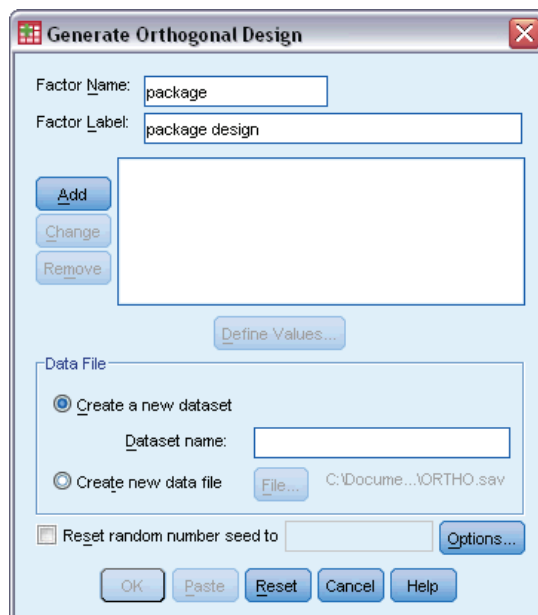 Generate Orthogonal Design
Factor Name: package
Factor Label: package design
Add
Change
Remove
Define Values...
Data File
Create a new dataset
Dataset name:
Create new data file File... C:\Docume...\ORTHO.sav
Reset random number seed to Options...
OK Paste Reset Cancel Help